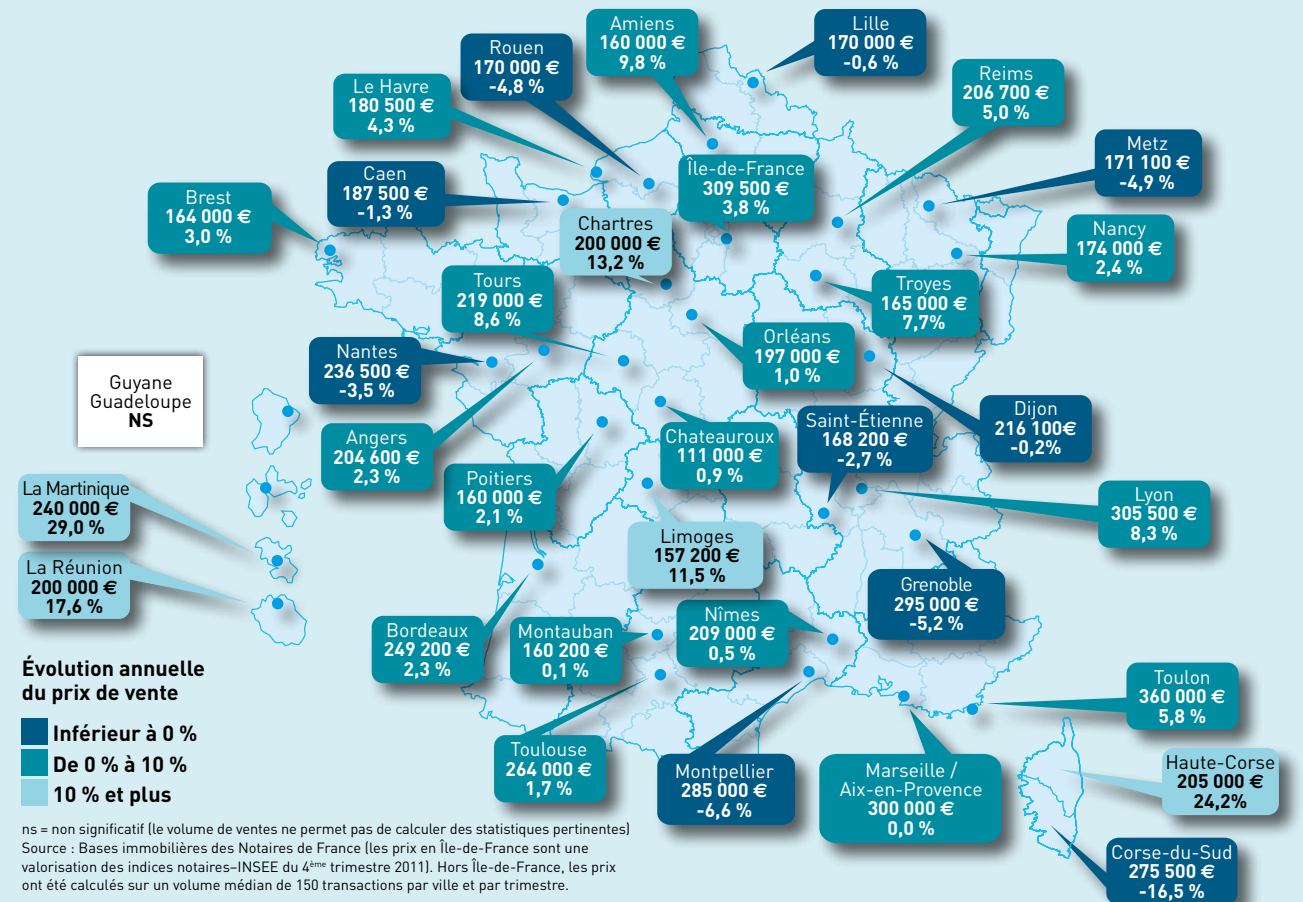 Amiens
160 000 €
9,8 %
Lille
170 000 €
-0,6 %
Rouen
170 000 €
-4,8 %
Reims
206 700 €
5,0 %
Le Havre
180 500 €
4,3 %
Metz
171 100 €
-4,9 %
Île-de-France
309 500 €
3,8 %
Caen
187 500 €
-1,3 %
Brest
164 000 €
3,0 %
Chartres
200 000 €
13,2 %
Nancy
174 000 €
2,4 %
Tours
219 000 €
8,6 %
Troyes
165 000 €
7,7%
Orléans
197 000 €
1,0 %
Nantes
236 500 €
-3,5 %
Guyane
Guadeloupe
NS
Dijon
216 100€
-0,2%
Saint-Étienne
168 200 €
-2,7 %
Angers
204 600 €
2,3 %
Chateauroux
111 000 €
0,9 %
Poitiers
160 000 €
2,1 %
La Martinique
240 000 €
29,0 %
Lyon
305 500 €
8,3 %
Limoges
157 200 €
11,5 %
La Réunion
200 000 €
17,6 %
Grenoble
295 000 €
-5,2 %
Nîmes
209 000 €
0,5 %
Bordeaux
249 200 €
2,3 %
Montauban
160 200 €
0,1 %
Toulon
360 000 €
5,8 %
Toulouse
264 000 €
1,7 %
Montpellier
285 000 €
-6,6 %
Marseille /
Aix-en-Provence
300 000 €
0,0 %
Haute-Corse
205 000 €
24,2%
Corse-du-Sud
275 500 €
-16,5 %
Évolution annuelle
du prix de vente
Inférieur à 0 %
De 0 % à 10 %
10 % et plus
ns = non significatif (le volume de ventes ne permet pas de calculer des statistiques pertinentes)
Source : Bases immobilières des Notaires de France (les prix en Île-de-France sont une
valorisation des indices notaires–INSEE du 4ème trimestre 2011). Hors Île-de-France, les prix
ont été calculés sur un volume médian de 150 transactions par ville et par trimestre.